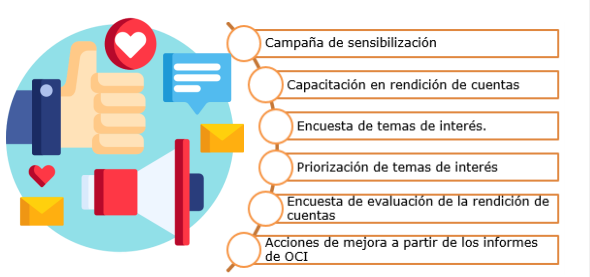 Campaña de sensibilización
Capacitación en rendición de cuentas
Encuesta de temas de interés.
Priorización de temas de interés
Encuesta de evaluación de la rendición de
cuentas
Acciones de mejora a partir de los informes
de OCI